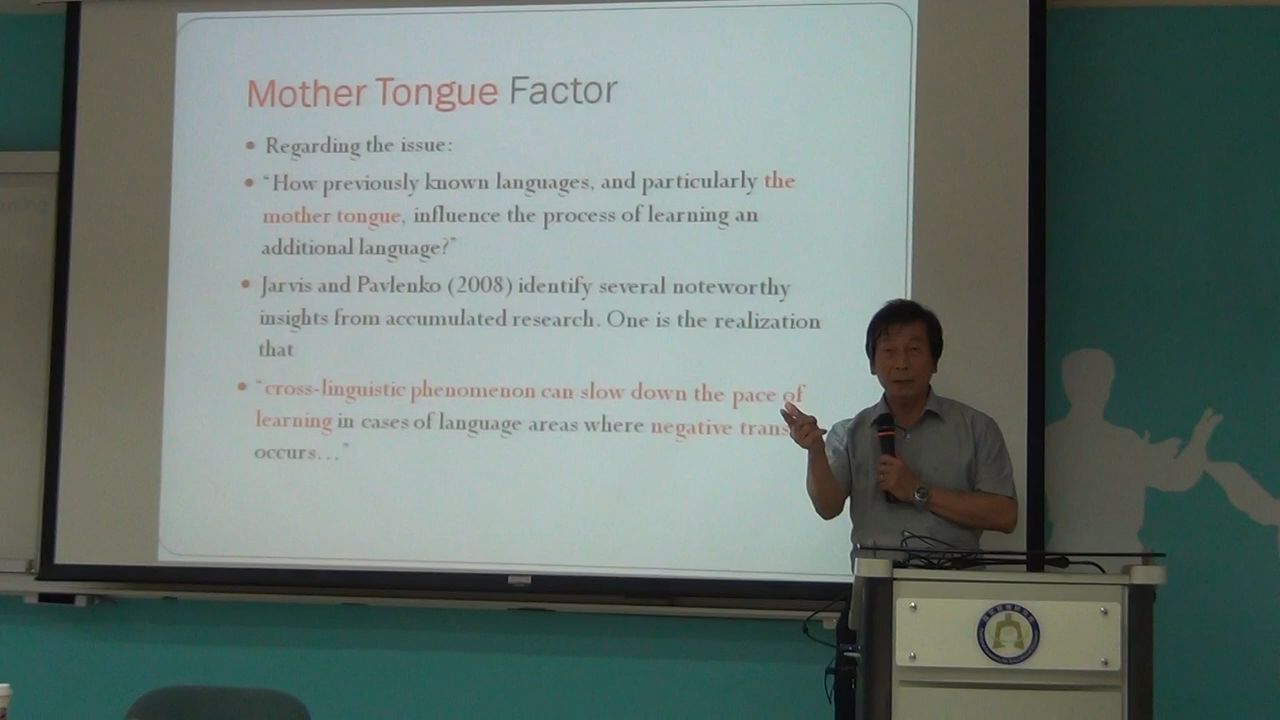 Mother Tongue Factor
• Regarding the issue:
• “How previously known languages, and particularly the
mother tongue, influence the process of learning an
additional language?”
• Jarvis and Pavlenko (2008) identify several noteworthy
insights from accumulated research. One is the realization
that
• “cross-linguistic phenomenon can slow down the pace of
learning in cases of language areas where negative trans
occurs…”